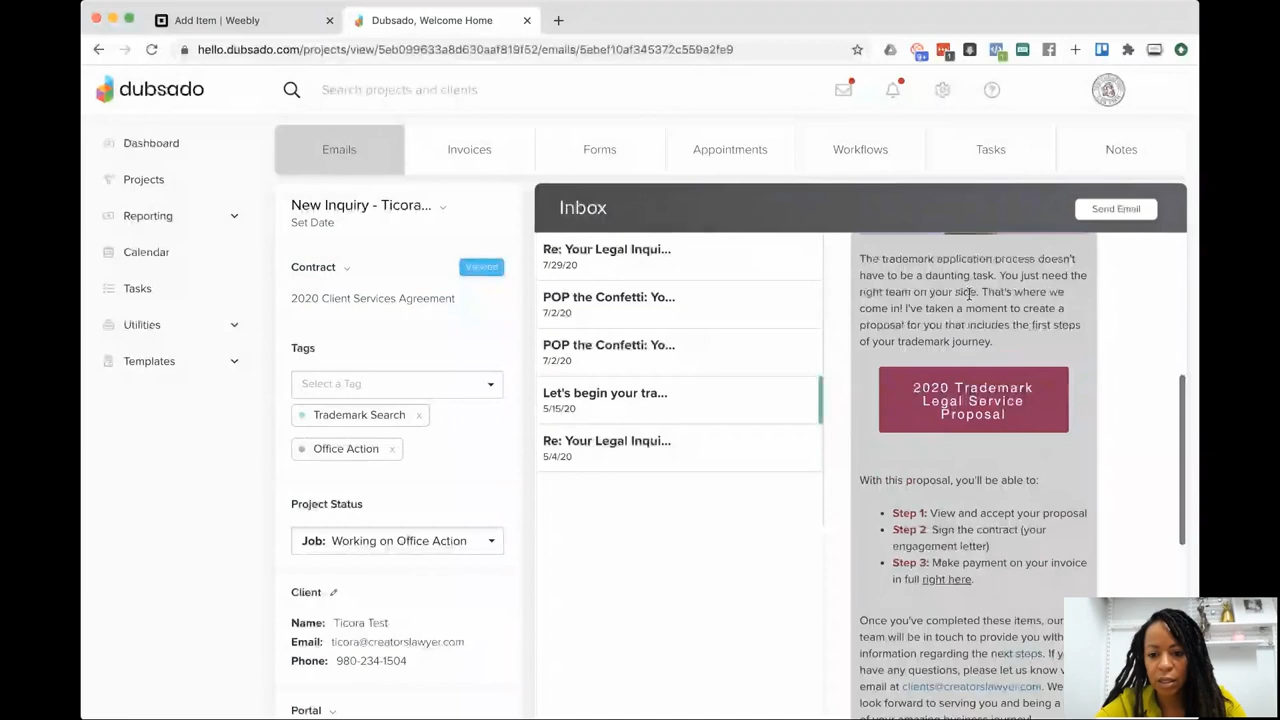 Add Item | Weebly
Dubsado, Welcome Home
hello.dubsado.com/projects/view/5eb099633a8d630aaf819f52/emails/5ebef10af345372c559a2fe9
dubsado
Search projects and clients
Dashboard
Projects
Reporting
Calendar
Tasks
Utilities
Templates
Emails
Invoices
Forms
Appointments
Workflows
Tasks
Notes
New Inquiry - Ticora...
Set Date
Contract
Viewed
2020 Client Services Agreement
Tags
Select a Tag
Trademark Search x
Office Action x
Project Status
Job: Working on Office Action
Client
Name: Ticora Test
Email: ticora@creatorslawyer.com
Phone: 980-234-1504
Portal
Inbox
Send Email
Re: Your Legal Inqui...
7/29/20
POP the Confetti: Yo...
7/2/20
POP the Confetti: Yo...
7/2/20
Let's begin your tra...
5/15/20
Re: Your Legal Inqui...
5/4/20
The trademark application process doesn't
have to be a daunting task. You just need the
right team on your side. That's where we
come in! I've taken a moment to create a
proposal for you that includes the first steps
of your trademark journey.
2020 Trademark
Legal Service
Proposal
With this proposal, you'll be able to:
• Step 1: View and accept your proposal
• Step 2 Sign the contract (your
engagement letter)
• Step 3: Make payment on your invoice
in full right here.
Once you've completed these items, our
team will be in touch to provide you with
information regarding the next steps. If
have any questions, please let us know
email at clients@creatorslawyer.com. We
look forward to serving you and being a